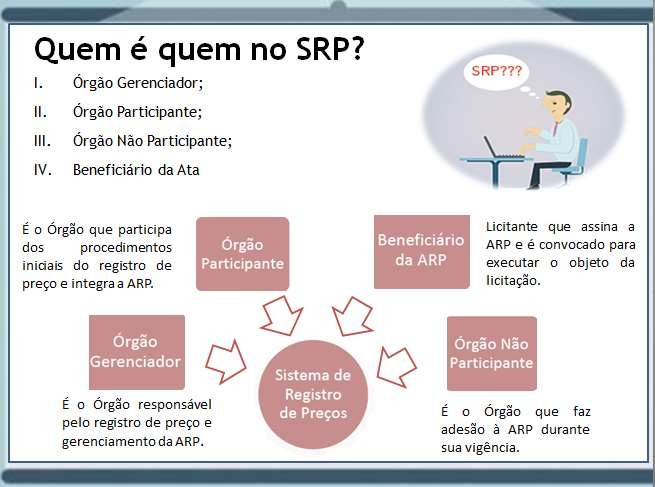 Quem é quem no SRP?
I. Órgão Gerenciador;
II. Órgão Participante;
III. Órgão Não Participante;
IV. Beneficiário da Ata
SRP???
É o Órgão que participa
dos procedimentos
iniciais do registro de
preço e integra a ARP.
Órgão
Participante
Beneficiário
da ARP
Licitante que assina a
ARP e é convocado para
executar o objeto da
licitação.
Órgão
Gerenciador
É o Órgão responsável
pelo registro de preço e
gerenciamento da ARP.
Sistema de
Registro
de Preços
Órgão Não
Participante
É o Órgão que faz
adesão à ARP durante
sua vigência.